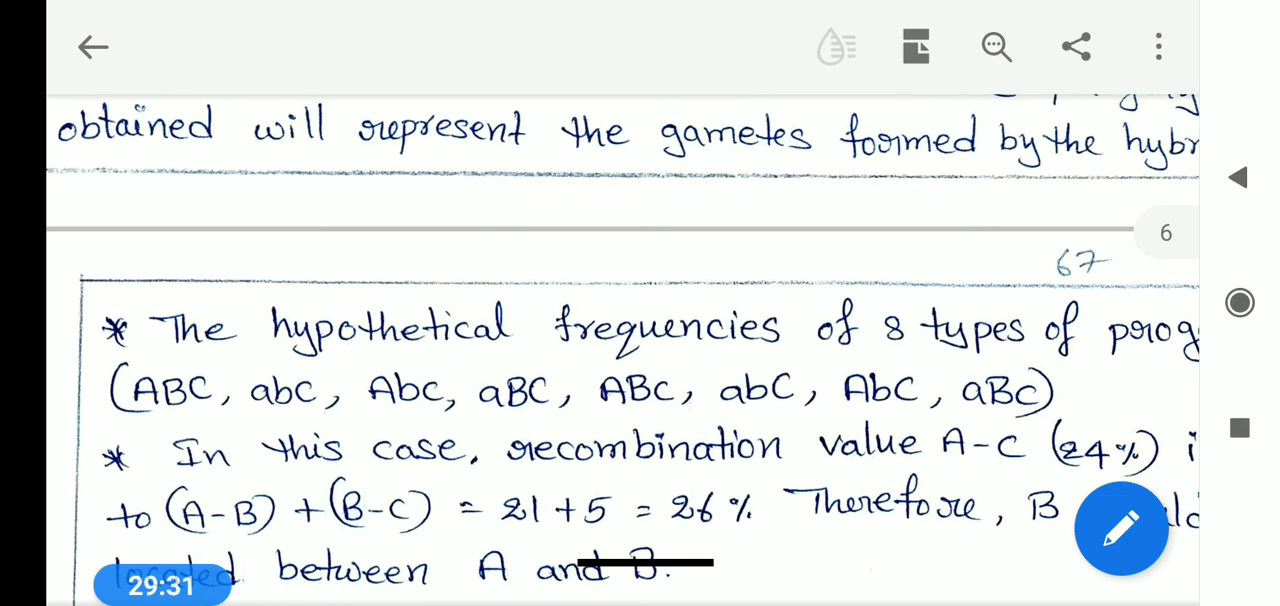 obtained will represent the gametes formed by the hybr
6
67
* The hypothetical frequencies of 8 types of prog
(ABC, abc, Abc, aBC, ABc, abC, AbC, aBc)
* In this case, recombination value A-C (24%) i
to (A-B) + (B-C) = 21 + 5 = 26 %. Therefore, B
located between A and B.
29:31